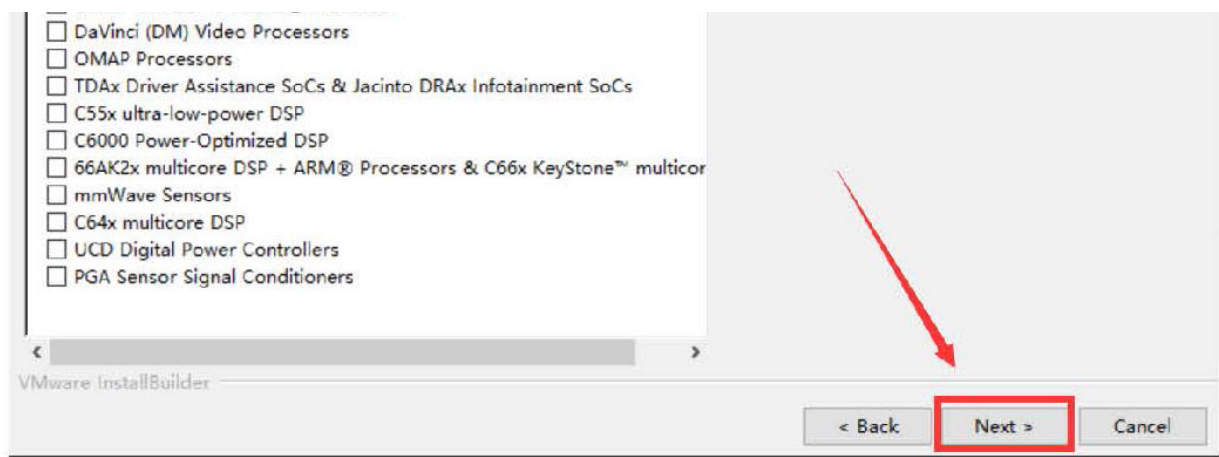 DaVinci (DM) Video Processors
OMAP Processors
TDAx Driver Assistance SoCs & Jacinto DRAx Infotainment SoCs
C55x ultra-low-power DSP
C6000 Power-Optimized DSP
66AK2x multicore DSP + ARM® Processors & C66x KeyStone™ multicor
mmWave Sensors
C64x multicore DSP
UCD Digital Power Controllers
PGA Sensor Signal Conditioners
VMware InstallBuilder
< Back Next > Cancel